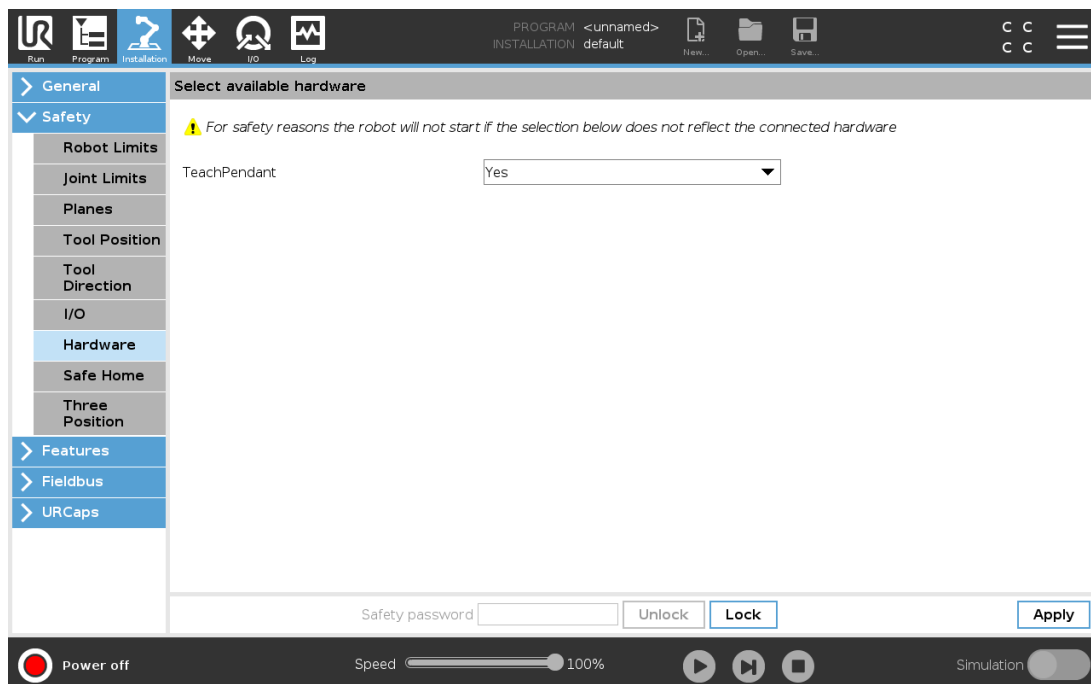 UR
Run
Program
Installation
Move
I/O
Log
PROGRAM <unnamed>
INSTALLATION default
New...
Open...
Save...
C C
C C
General
Safety
Robot Limits
Joint Limits
Planes
Tool Position
Tool
Direction
I/O
Hardware
Safe Home
Three
Position
Features
Fieldbus
URCaps
Select available hardware
For safety reasons the robot will not start if the selection below does not reflect the connected hardware
TeachPendant Yes
Safety password Unlock Lock Apply
Power off Speed 100% Simulation